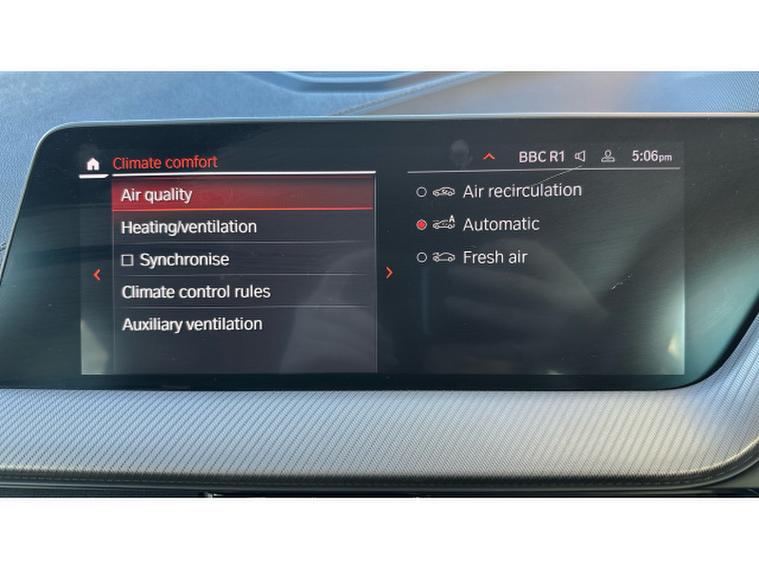 Climate comfort
BBC R1 5:06pm
Air quality
Heating/ventilation
Synchronise
Climate control rules
Auxiliary ventilation
Air recirculation
A Automatic
Fresh air